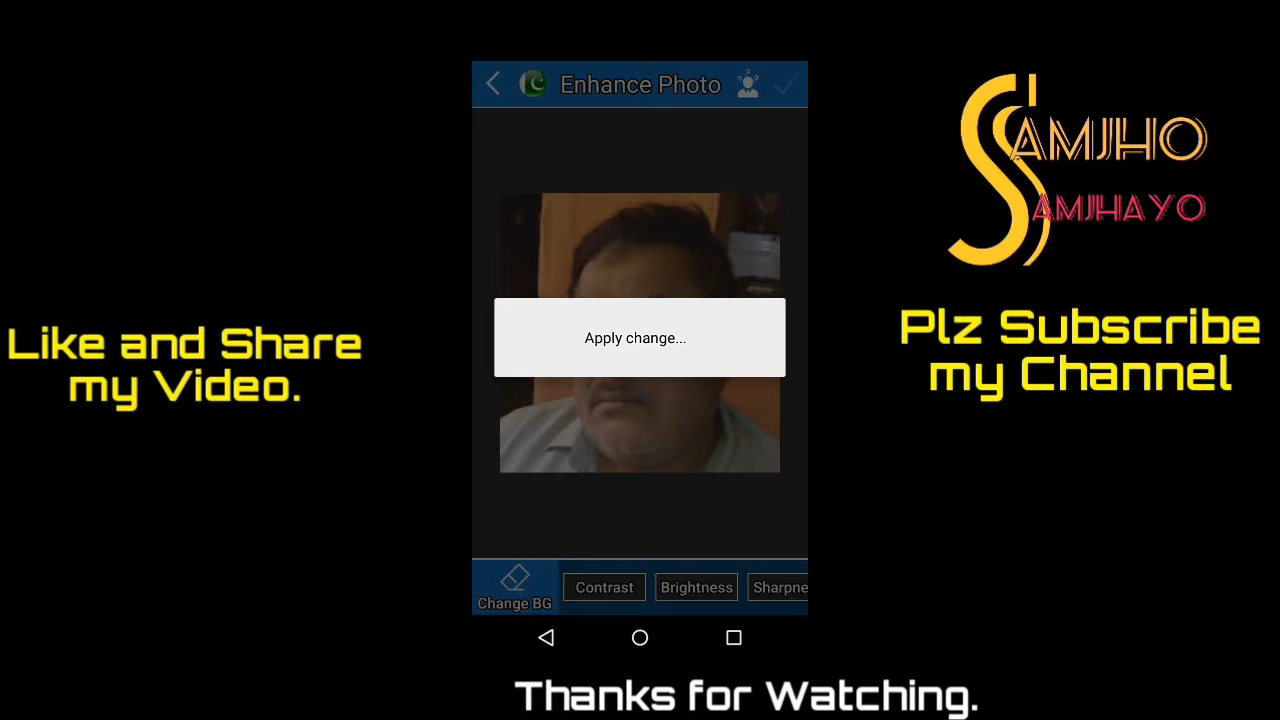 Enhance Photo
SAMJHO
SAMJHAYO
Apply change...
Like and Share
my Video.
Plz Subscribe
my Channel
Change BG
Contrast
Brightness
Sharpne
Thanks for Watching.